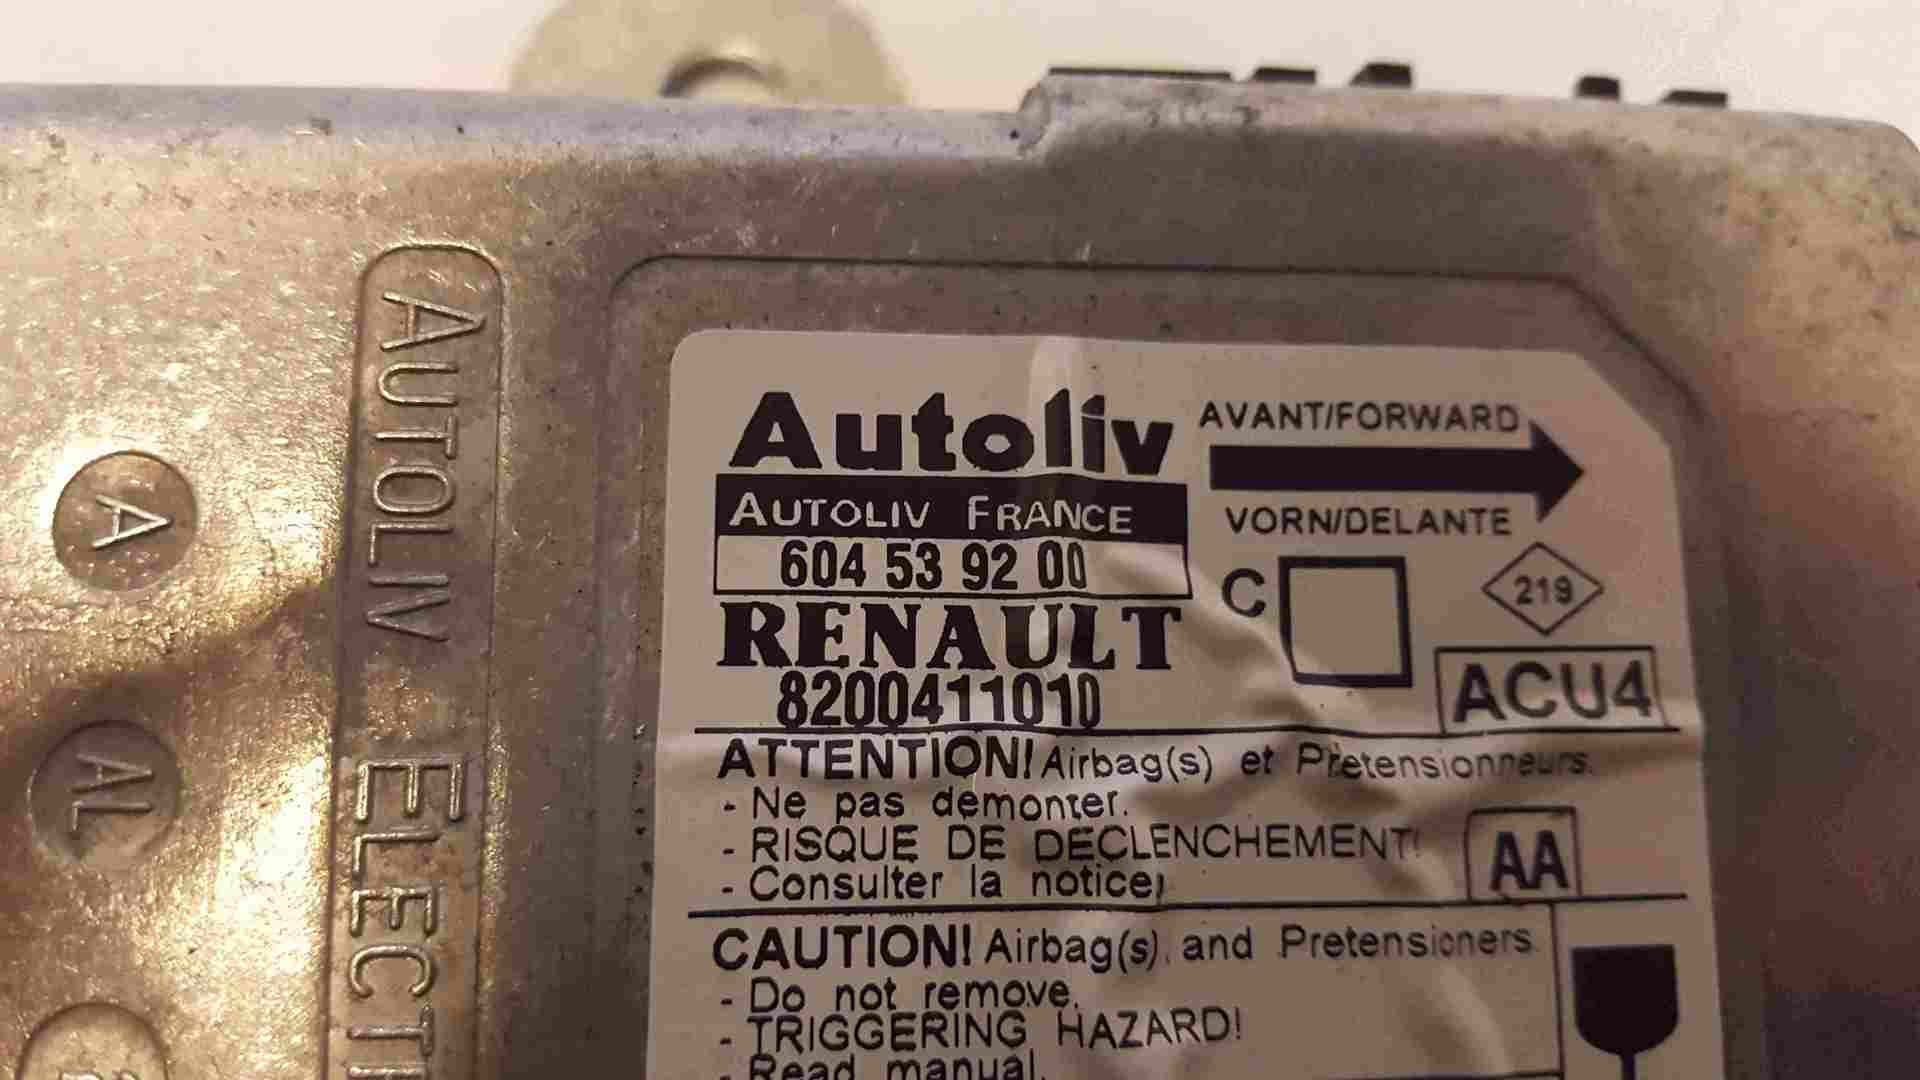 Autoliv
AVANT/FORWARD
AUTOLIV FRANCE
VORN/DELANTE
604 53 92 00
C
219
RENAULT
ACU4
8200411010
ATTENTION! Airbag(s) et Pretensionneurs.
- Ne pas demonter.
- RISQUE DE DECLENCHEMENT!
- Consulter la notice,
AA
CAUTION! Airbag(s) and Pretensioners.
- Do not remove.
- TRIGGERING HAZARD!
- Read manual.
AUTOLIV
A
AL